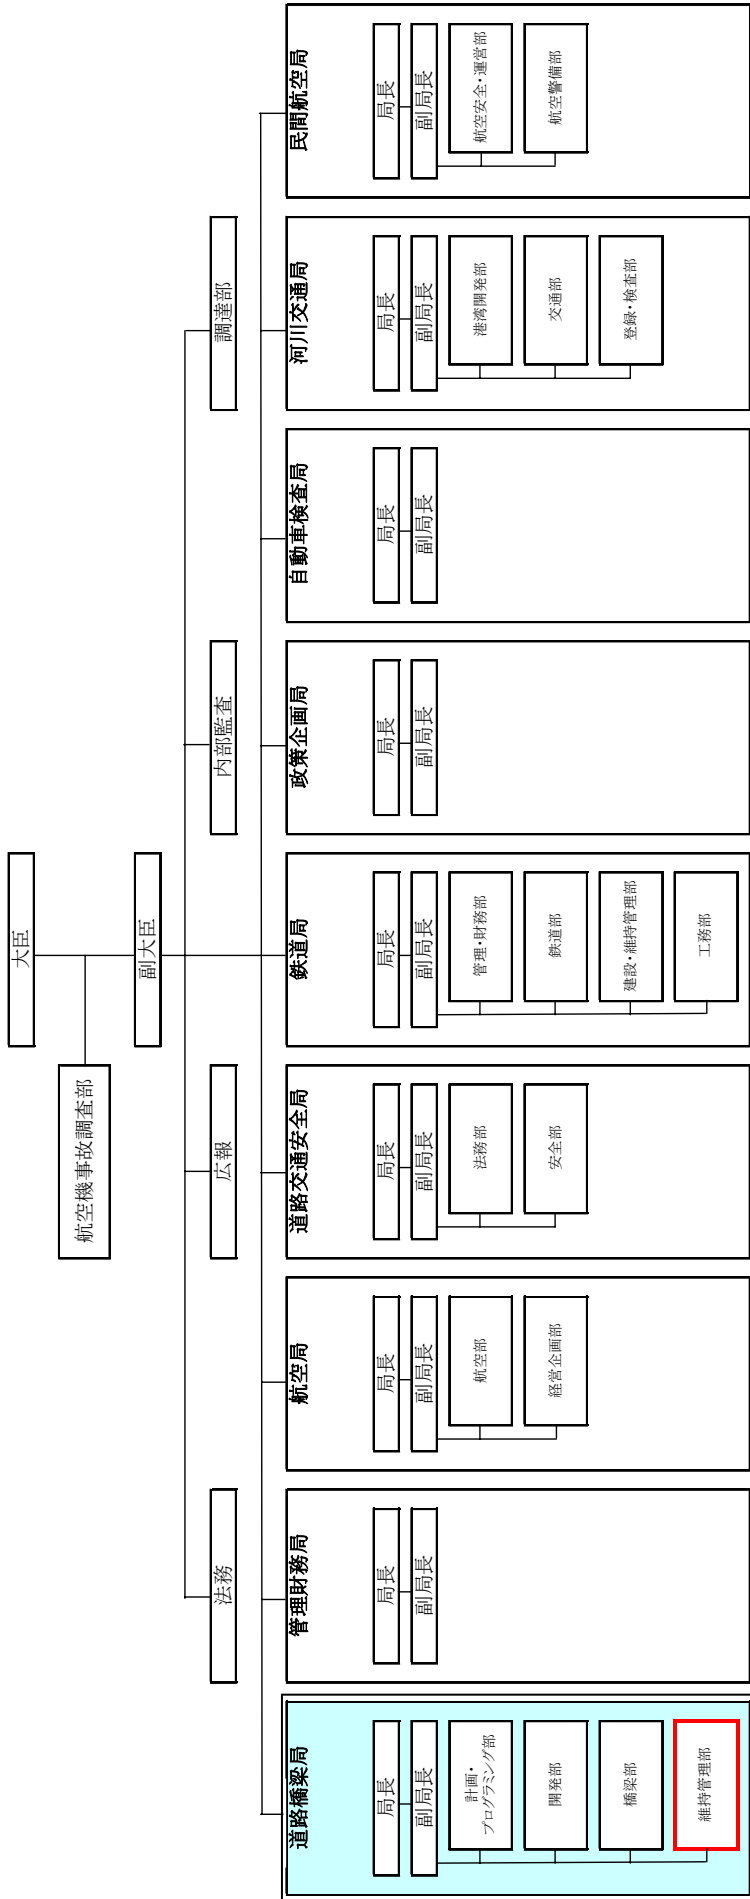 大臣
航空機事故調査部
副大臣
法務
広報
内部監査
調達部
道路橋梁局
局長
副局長
計画・
プログラミング部
開発部
橋梁部
維持管理部
管理財務局
局長
副局長
航空局
局長
副局長
航空部
経営企画部
道路交通安全局
局長
副局長
法務部
安全部
鉄道局
局長
副局長
管理・財務部
鉄道部
建設・維持管理部
工務部
政策企画局
局長
副局長
自動車検査局
局長
副局長
河川交通局
局長
副局長
港湾開発部
交通部
登録・検査部
民間航空局
局長
副局長
航空安全・運営部
航空警備部